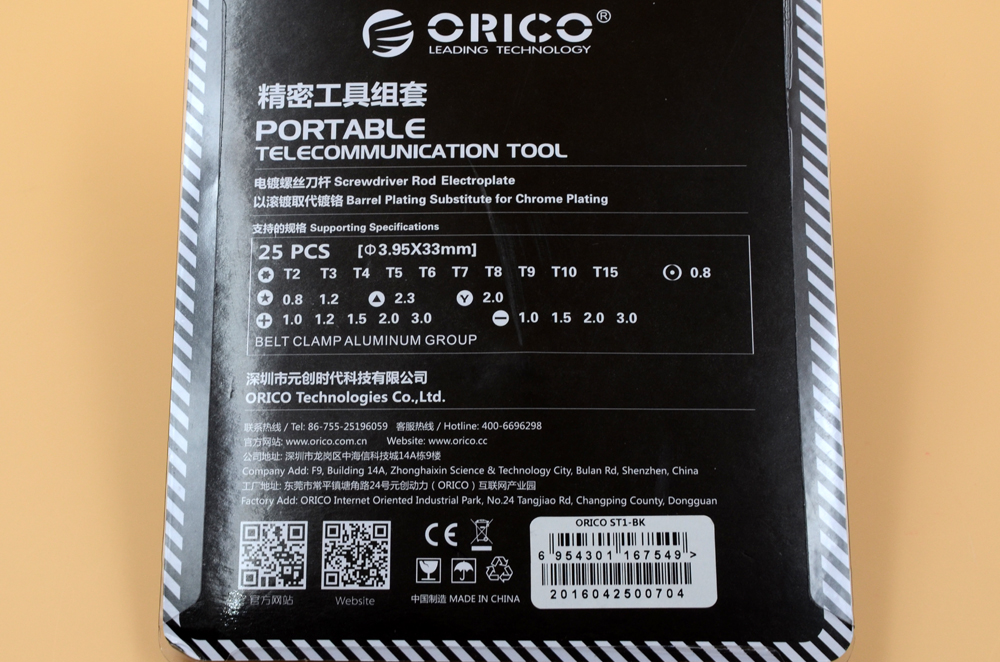 ORICO®
LEADING TECHNOLOGY
精密工具组套
PORTABLE
TELECOMMUNICATION TOOL
电镀螺丝刀杆 Screwdriver Rod Electroplate
以滚镀取代镀铬 Barrel Plating Substitute for Chrome Plating
支持的规格 Supporting Specifications
25 PCS [Φ3.95X33mm]
T2 T3 T4 T5 T6 T7 T8 T9 T10 T15 0.8
0.8 1.2 2.3 Y 2.0
1.0 1.2 1.5 2.0 3.0 1.0 1.5 2.0 3.0
BELT CLAMP ALUMINUM GROUP
深圳市元创时代科技有限公司
ORICO Technologies Co.,Ltd.
联系热线 / Tel: 86-755-25196059 客服热线 / Hotline: 400-6696298
官方网站: www.orico.com.cn Website: www.orico.cc
公司地址: 深圳市龙岗区中海信科技城14A栋9楼
Company Add: F9, Building 14A, Zhonghaixin Science & Technology City, Bulan Rd, Shenzhen, China
工厂地址: 东莞市常平镇塘角路24号元创动力（ORICO）互联网产业园
Factory Add: ORICO Internet Oriented Industrial Park, No.24 Tangjiao Rd, Changping County, Dongguan
CE
ORICO ST1-BK
6 954301 167549 >
2016042500704
官方网站 Website 中国制造 MADE IN CHINA